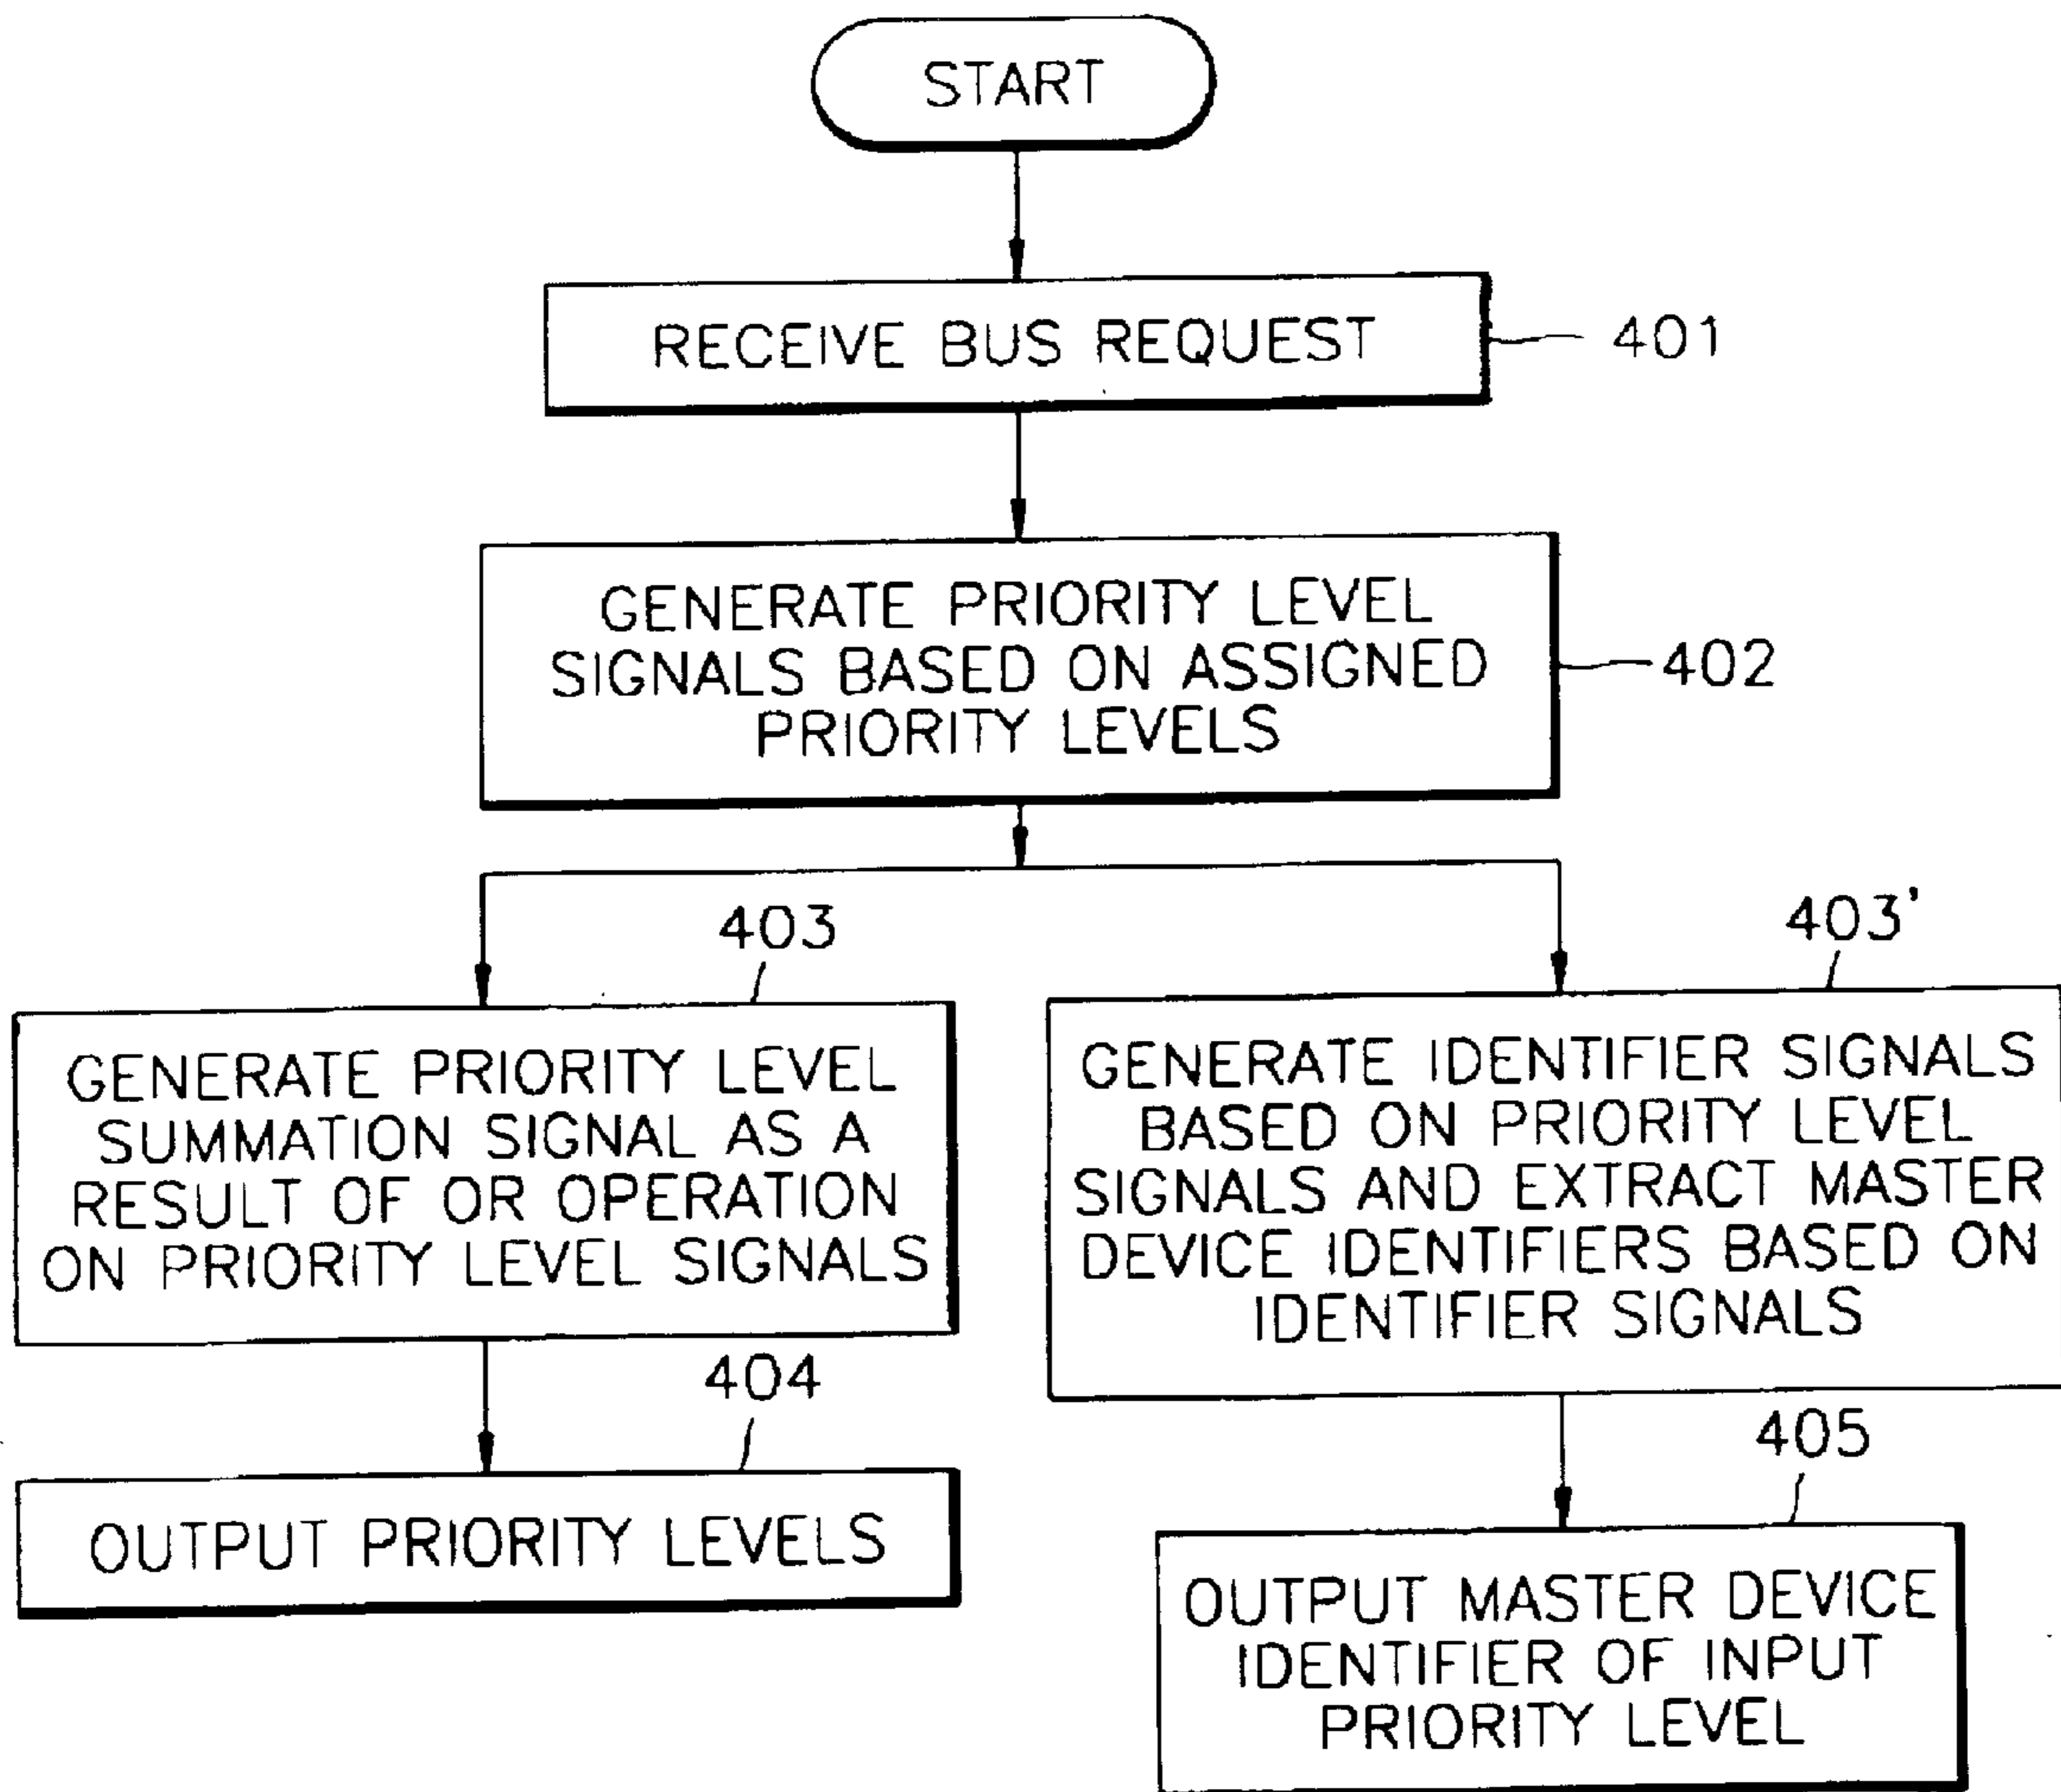 START
RECEIVE BUS REQUEST
401
GENERATE PRIORITY LEVEL
SIGNALS BASED ON ASSIGNED
PRIORITY LEVELS
402
403
GENERATE PRIORITY LEVEL
SUMMATION SIGNAL AS A
RESULT OF OR OPERATION
ON PRIORITY LEVEL SIGNALS
403'
GENERATE IDENTIFIER SIGNALS
BASED ON PRIORITY LEVEL
SIGNALS AND EXTRACT MASTER
DEVICE IDENTIFIERS BASED ON
IDENTIFIER SIGNALS
404
OUTPUT PRIORITY LEVELS
405
OUTPUT MASTER DEVICE
IDENTIFIER OF INPUT
PRIORITY LEVEL